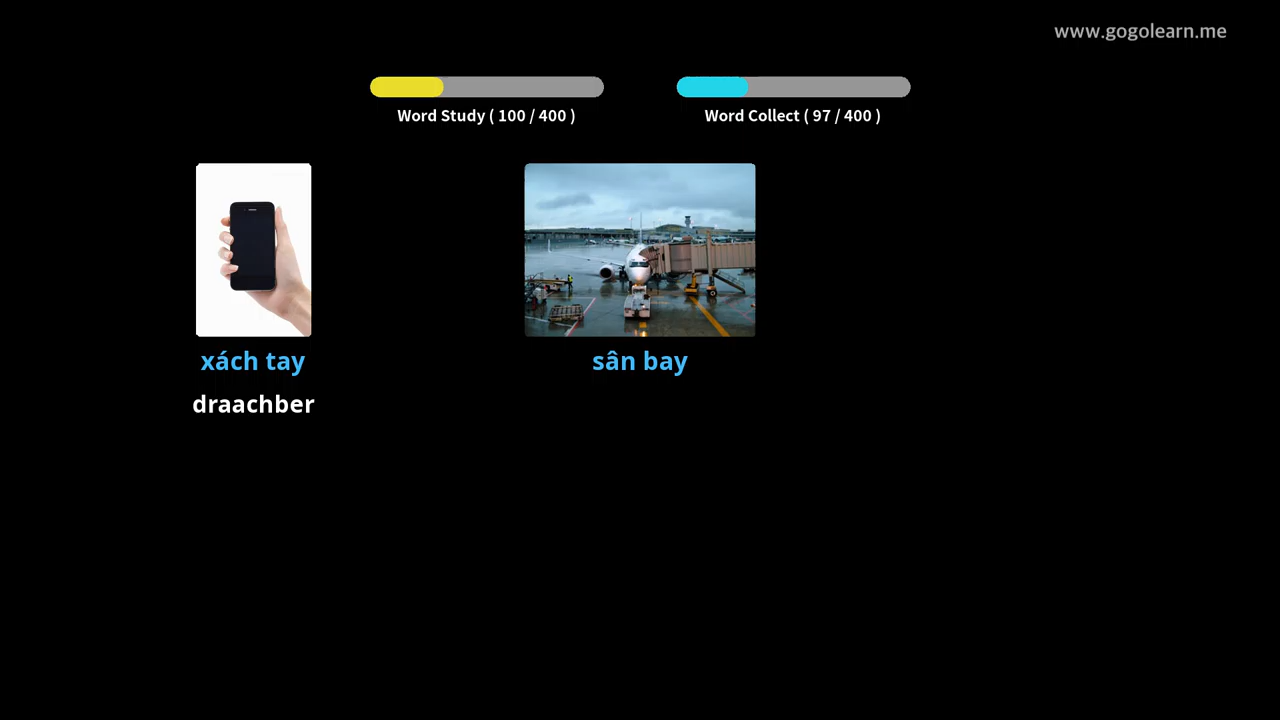 www.gogolearn.me
Word Study ( 100 / 400 )
Word Collect ( 97 / 400 )
xách tay
draachber
sân bay